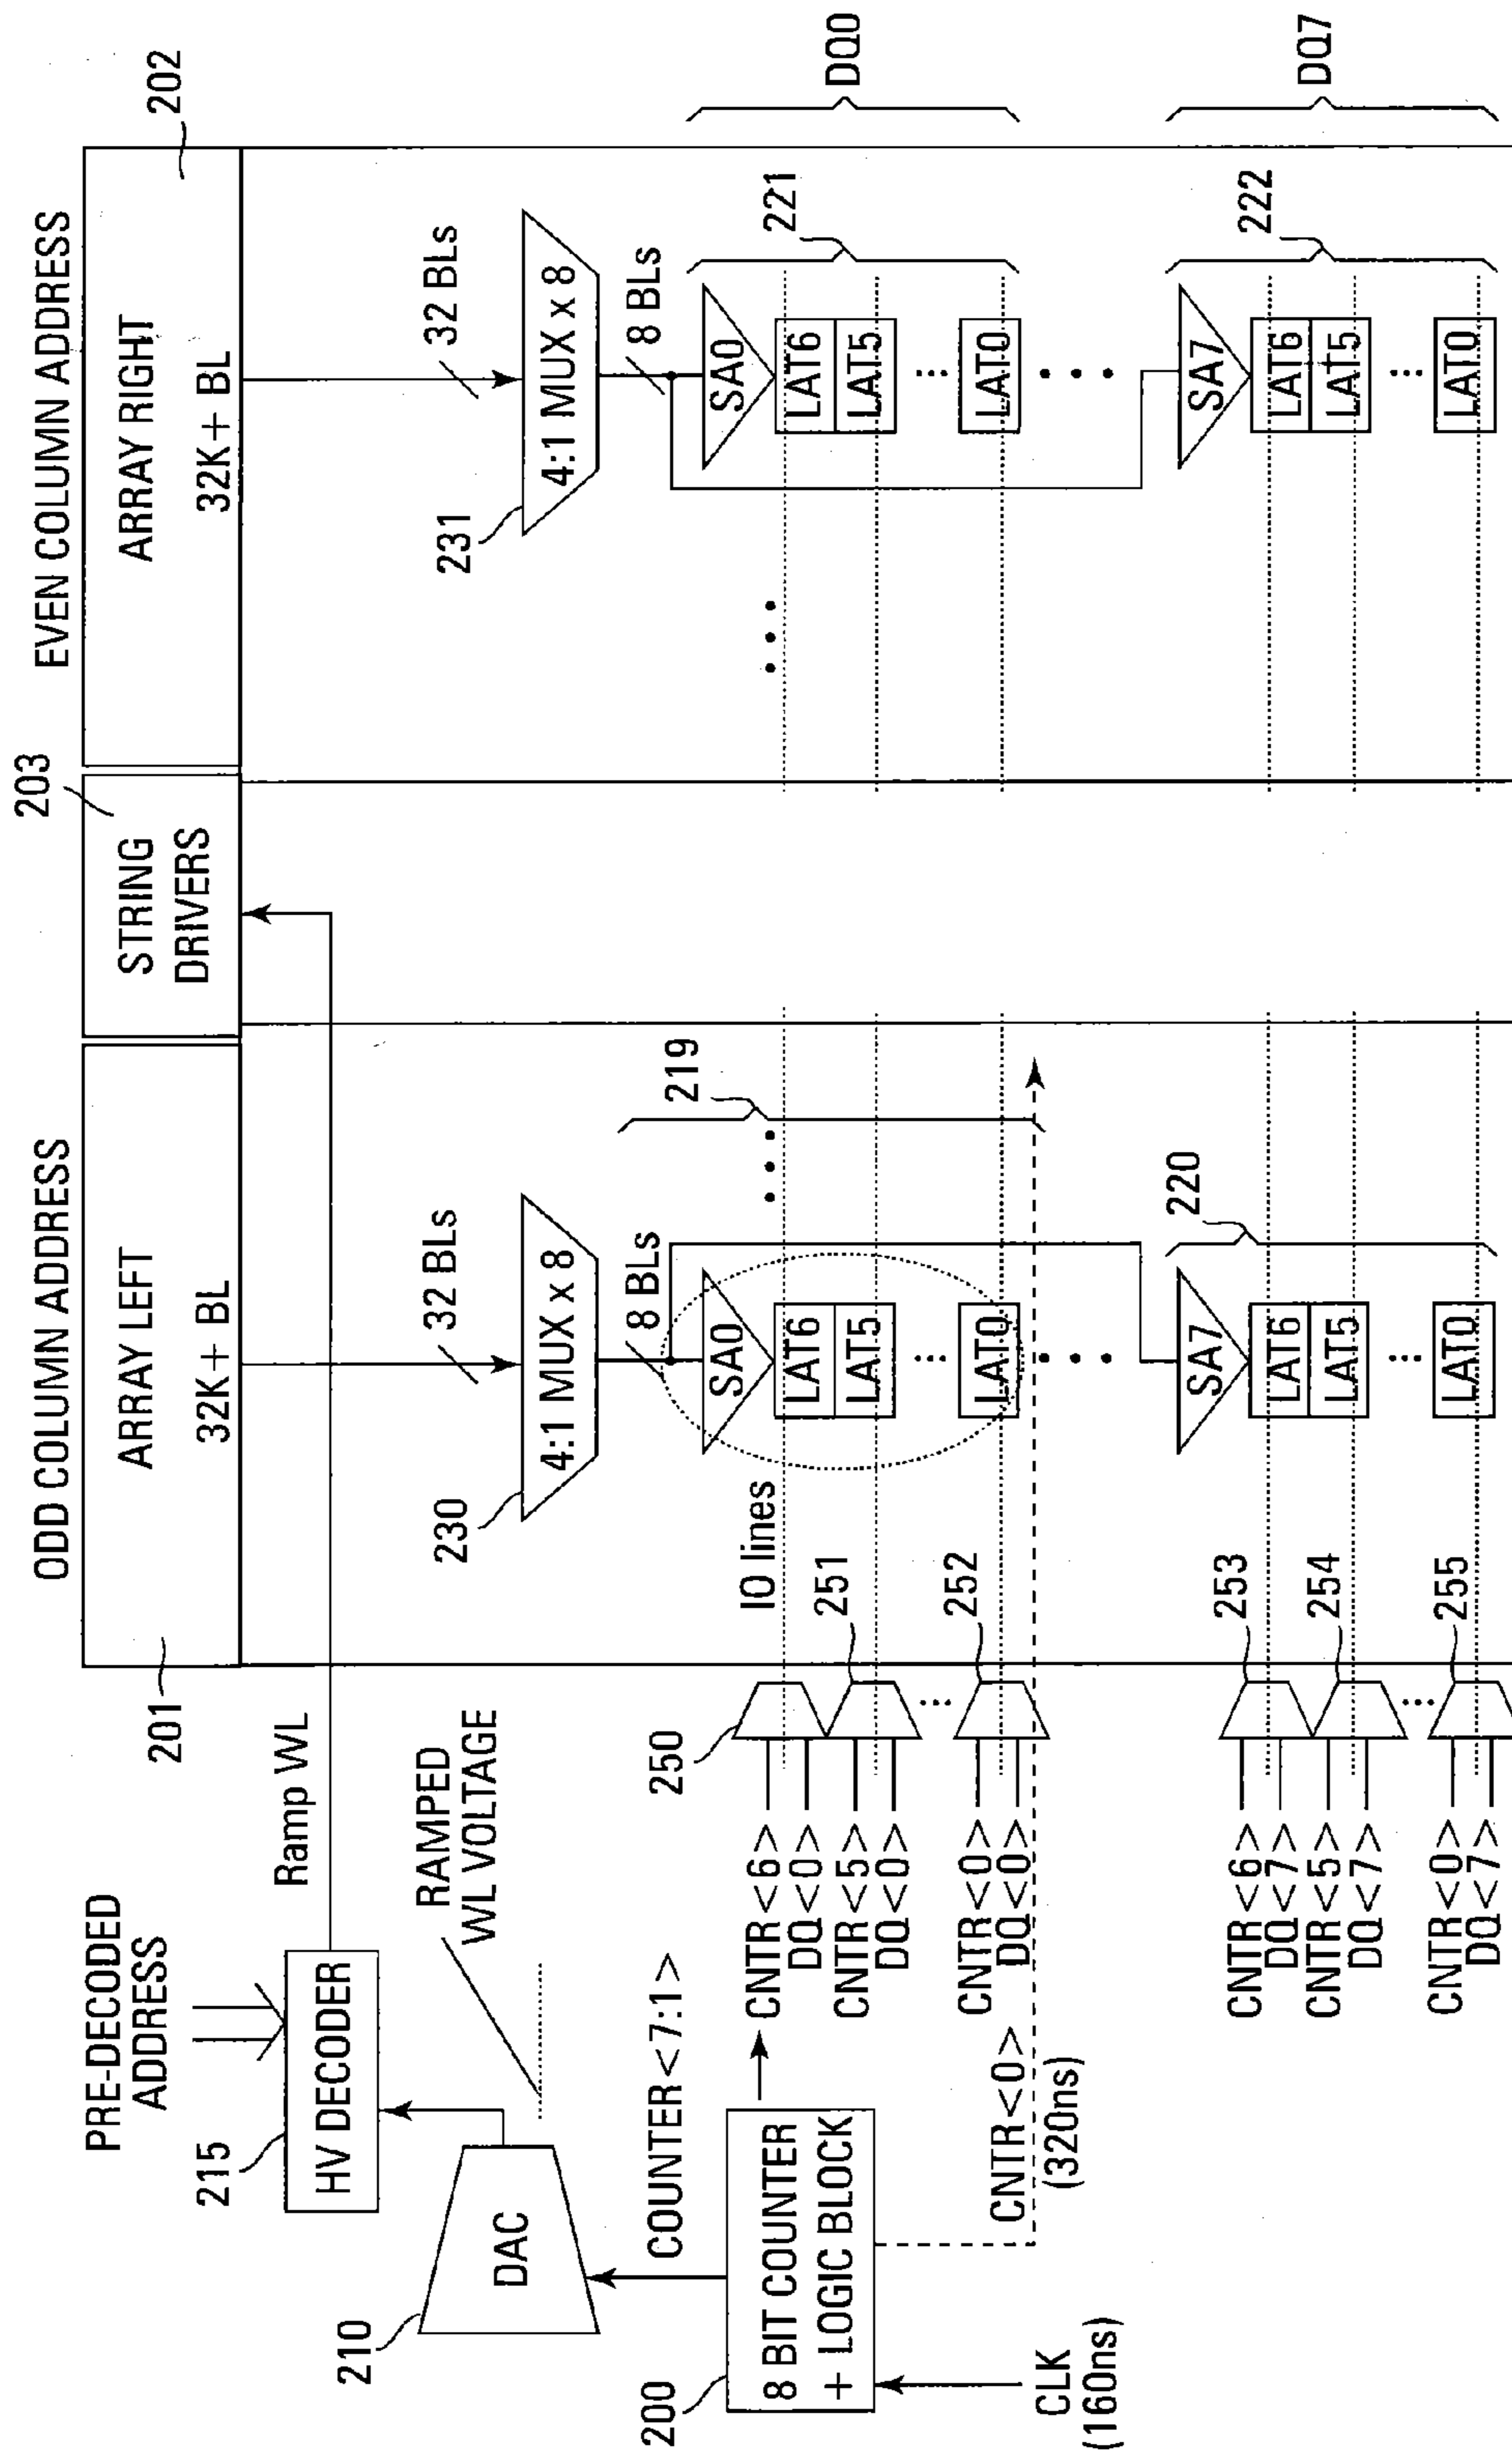 ODD COLUMN ADDRESS
EVEN COLUMN ADDRESS
201
ARRAY LEFT
32K+ BL
203
STRING
DRIVERS
202
ARRAY RIGHT
32K+ BL
PRE-DECODED
ADDRESS
215
HV DECODER
Ramp WL
RAMPED
WL VOLTAGE
210
DAC
COUNTER<7:1>
200
8 BIT COUNTER
+ LOGIC BLOCK
CLK
(160ns)
CNTR<0>
(320ns)
32 BLs
230
4:1 MUX x 8
8 BLs
219
SA0
LAT6
LAT5
LAT0
IO lines
220
SA7
LAT6
LAT5
LAT0
32 BLs
231
4:1 MUX x 8
8 BLs
221
SA0
LAT6
LAT5
LAT0
DQ0
222
SA7
LAT6
LAT5
LAT0
DQ7
250
CNTR<6>
DQ<0>
251
CNTR<5>
DQ<0>
252
CNTR<0>
DQ<0>
253
CNTR<6>
DQ<7>
254
CNTR<5>
DQ<7>
255
CNTR<0>
DQ<7>